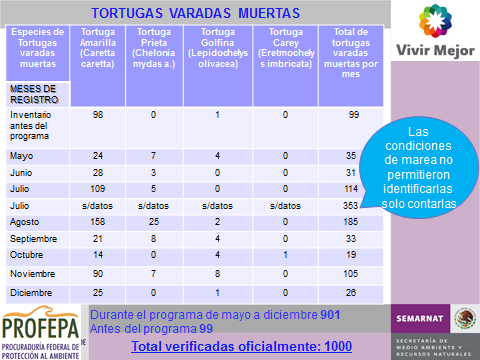 TORTUGAS VARADAS MUERTAS
Especies de Tortugas varadas muertas | Tortuga Amarilla (Caretta caretta) | Tortuga Prieta (Chelonia mydas a.) | Tortuga Golfina (Lepidochelys olivacea) | Tortuga Carey (Eretmochelys imbricata) | Total de tortugas varadas muertas por mes
MESES DE REGISTRO
Inventario antes del programa | 98 | 0 | 1 | 0 | 99
Mayo | 24 | 7 | 4 | 0 | 35
Junio | 28 | 3 | 0 | 0 | 31
Julio | 109 | 5 | 0 | 0 | 114
Julio | s/datos | s/datos | s/datos | s/datos | 353
Agosto | 158 | 25 | 2 | 0 | 185
Septiembre | 21 | 8 | 4 | 0 | 33
Octubre | 14 | 0 | 4 | 1 | 19
Noviembre | 90 | 7 | 8 | 0 | 105
Diciembre | 25 | 0 | 1 | 0 | 26
Vivir Mejor
Las
condiciones
de marea no
permitieron
identificarlas
solo contarlas
Durante el programa de mayo a diciembre 901
Antes del programa 99
Total verificadas oficialmente: 1000
PROFEPA
PROCURADURÍA FEDERAL DE
PROTECCIÓN AL AMBIENTE
SEMARNAT
SECRETARÍA DE
MEDIO AMBIENTE Y
RECURSOS NATURALES